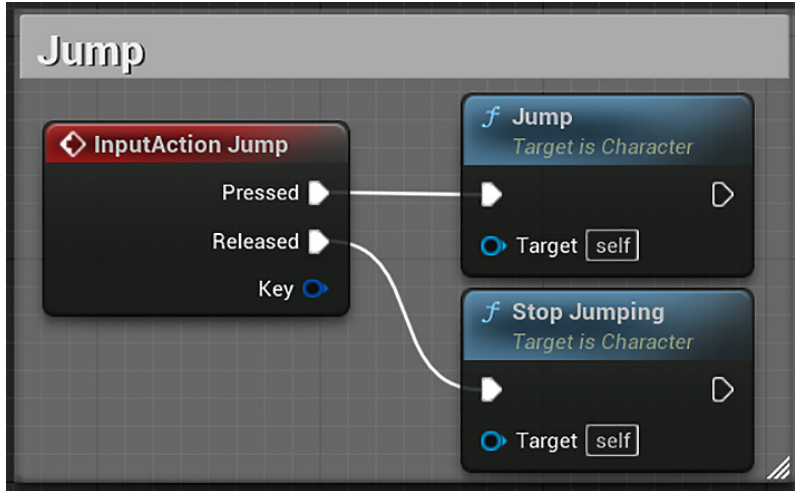 Jump
InputAction Jump
Pressed
Released
Key
f Jump
Target is Character
Target self
f Stop Jumping
Target is Character
Target self